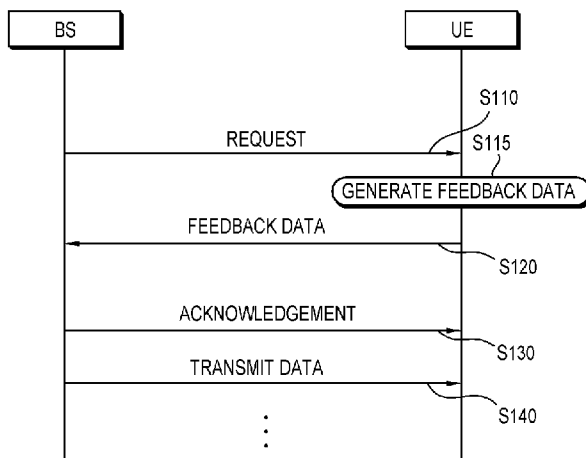 BS
UE
S110
REQUEST
S115
GENERATE FEEDBACK DATA
FEEDBACK DATA
S120
ACKNOWLEDGEMENT
S130
TRANSMIT DATA
S140